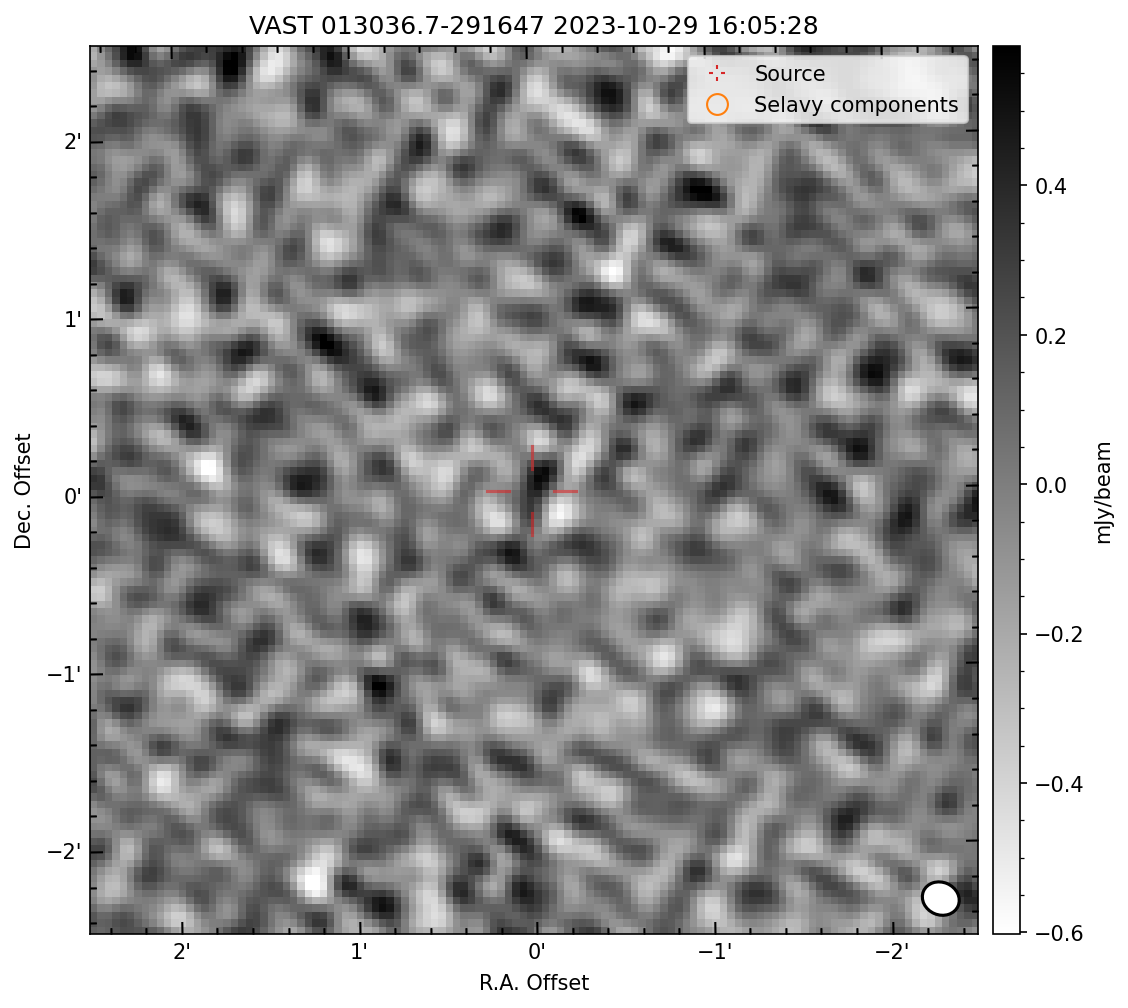 VAST 013036.7-291647 2023-10-29 16:05:28
Source
Selavy components
2'
1'
0'
−1'
−2'
2'
1'
0'
−1'
−2'
R.A. Offset
Dec. Offset
0.4
0.2
0.0
−0.2
−0.4
−0.6
mJy/beam